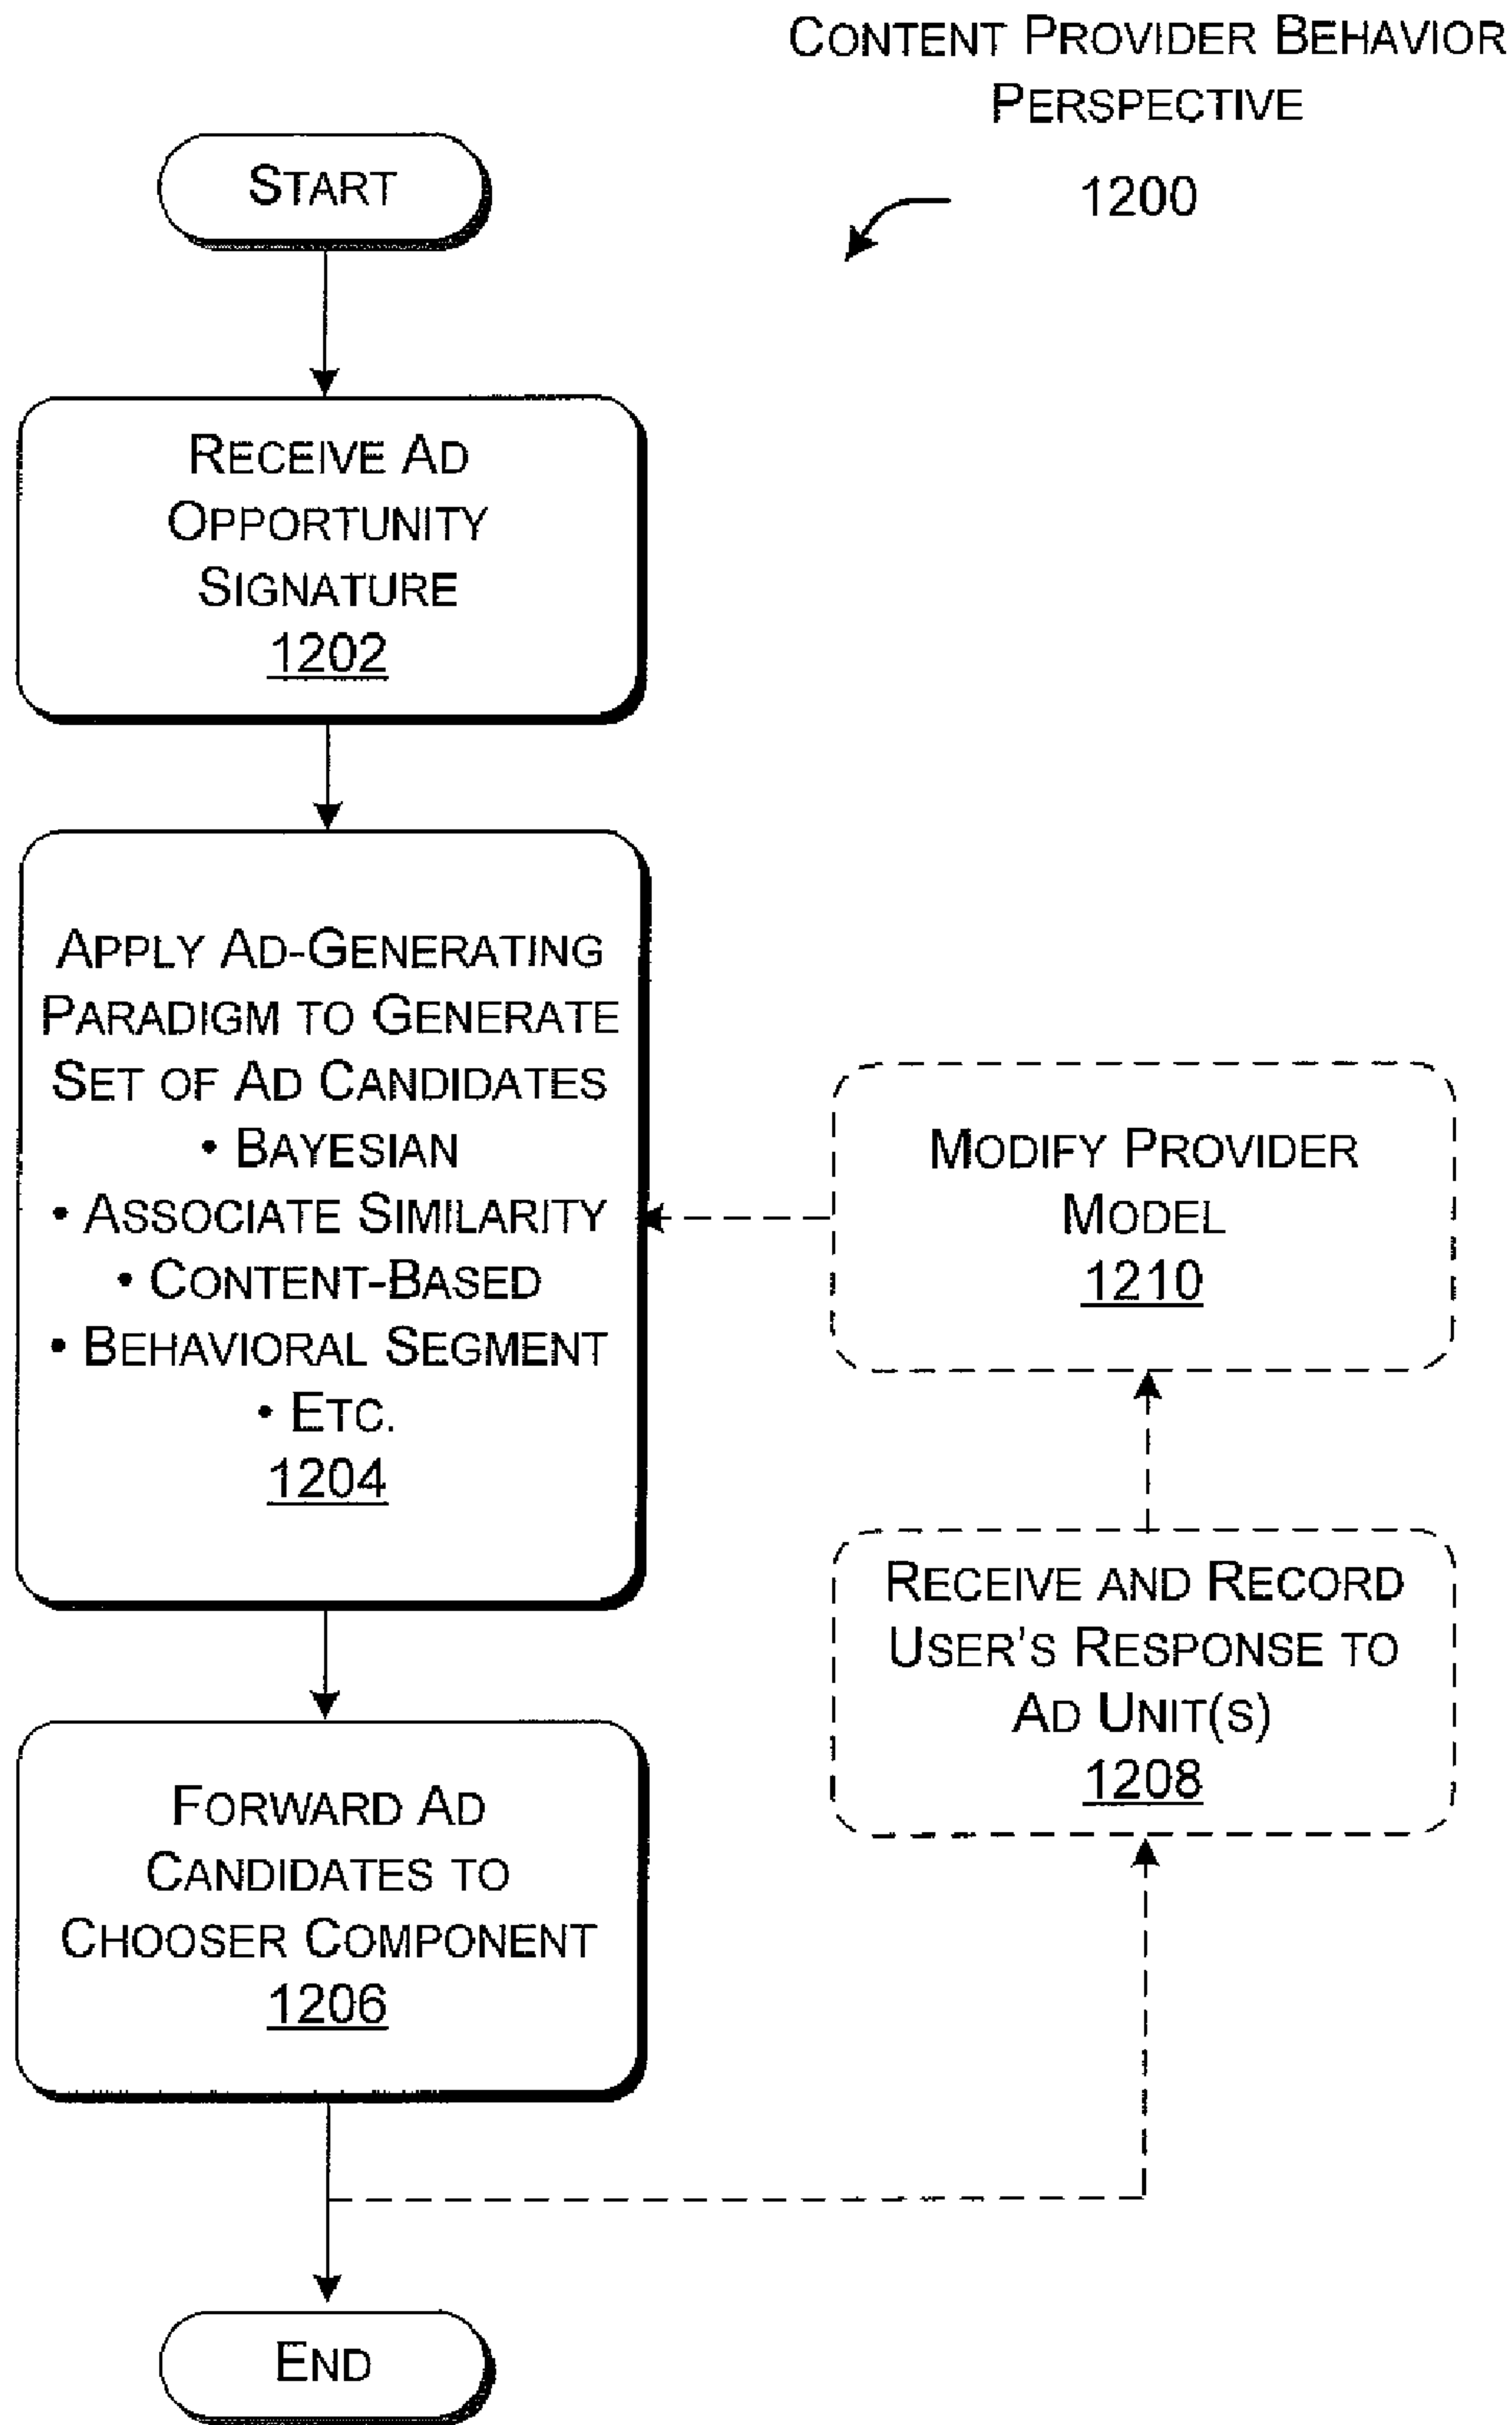 CONTENT PROVIDER BEHAVIOR
PERSPECTIVE
1200
START
RECEIVE AD
OPPORTUNITY
SIGNATURE
1202
APPLY AD-GENERATING
PARADIGM TO GENERATE
SET OF AD CANDIDATES
• BAYESIAN
• ASSOCIATE SIMILARITY
• CONTENT-BASED
• BEHAVIORAL SEGMENT
• ETC.
1204
MODIFY PROVIDER
MODEL
1210
RECEIVE AND RECORD
USER'S RESPONSE TO
AD UNIT(S)
1208
FORWARD AD
CANDIDATES TO
CHOOSER COMPONENT
1206
END